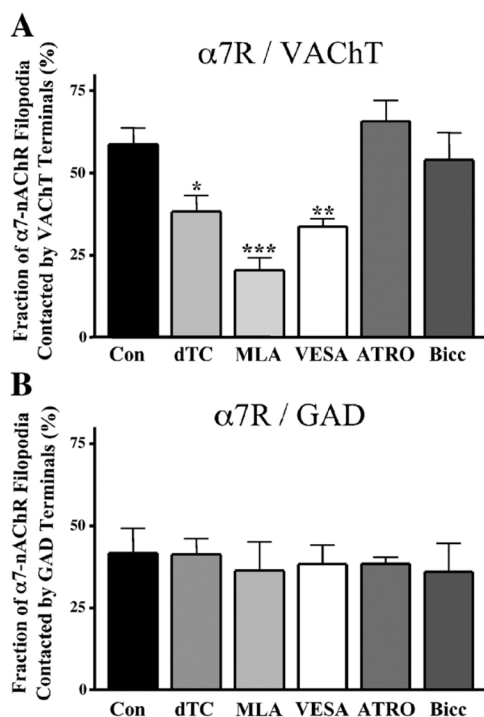 A
α7R / VAChT
Fraction of α7-nAChR Filopodia
Contacted by VAChT Terminals (%)
75
50
25
0
*
***
**
Con dTC MLA VESA ATRO Bicc
B
α7R / GAD
Fraction of α7-nAChR Filopodia
Contacted by GAD Terminals (%)
75
50
25
0
Con dTC MLA VESA ATRO Bicc